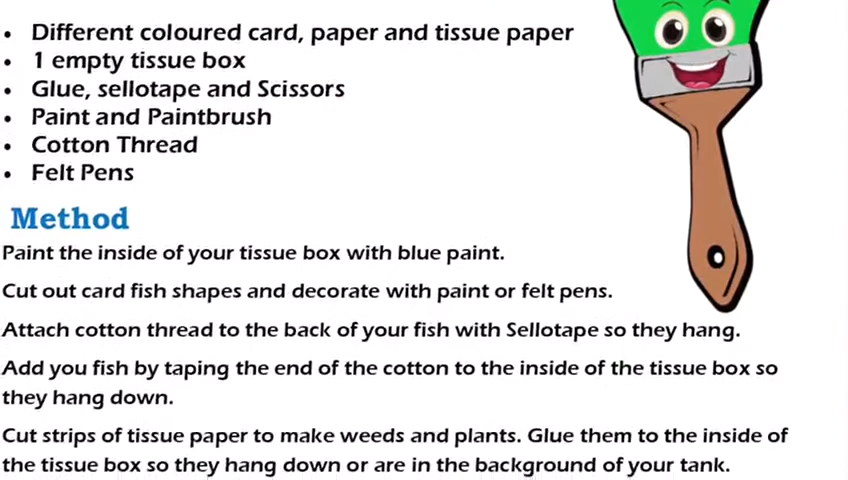 • Different coloured card, paper and tissue paper
• 1 empty tissue box
• Glue, sellotape and Scissors
• Paint and Paintbrush
• Cotton Thread
• Felt Pens
Method
Paint the inside of your tissue box with blue paint.
Cut out card fish shapes and decorate with paint or felt pens.
Attach cotton thread to the back of your fish with Sellotape so they hang.
Add you fish by taping the end of the cotton to the inside of the tissue box so
they hang down.
Cut strips of tissue paper to make weeds and plants. Glue them to the inside of
the tissue box so they hang down or are in the background of your tank.